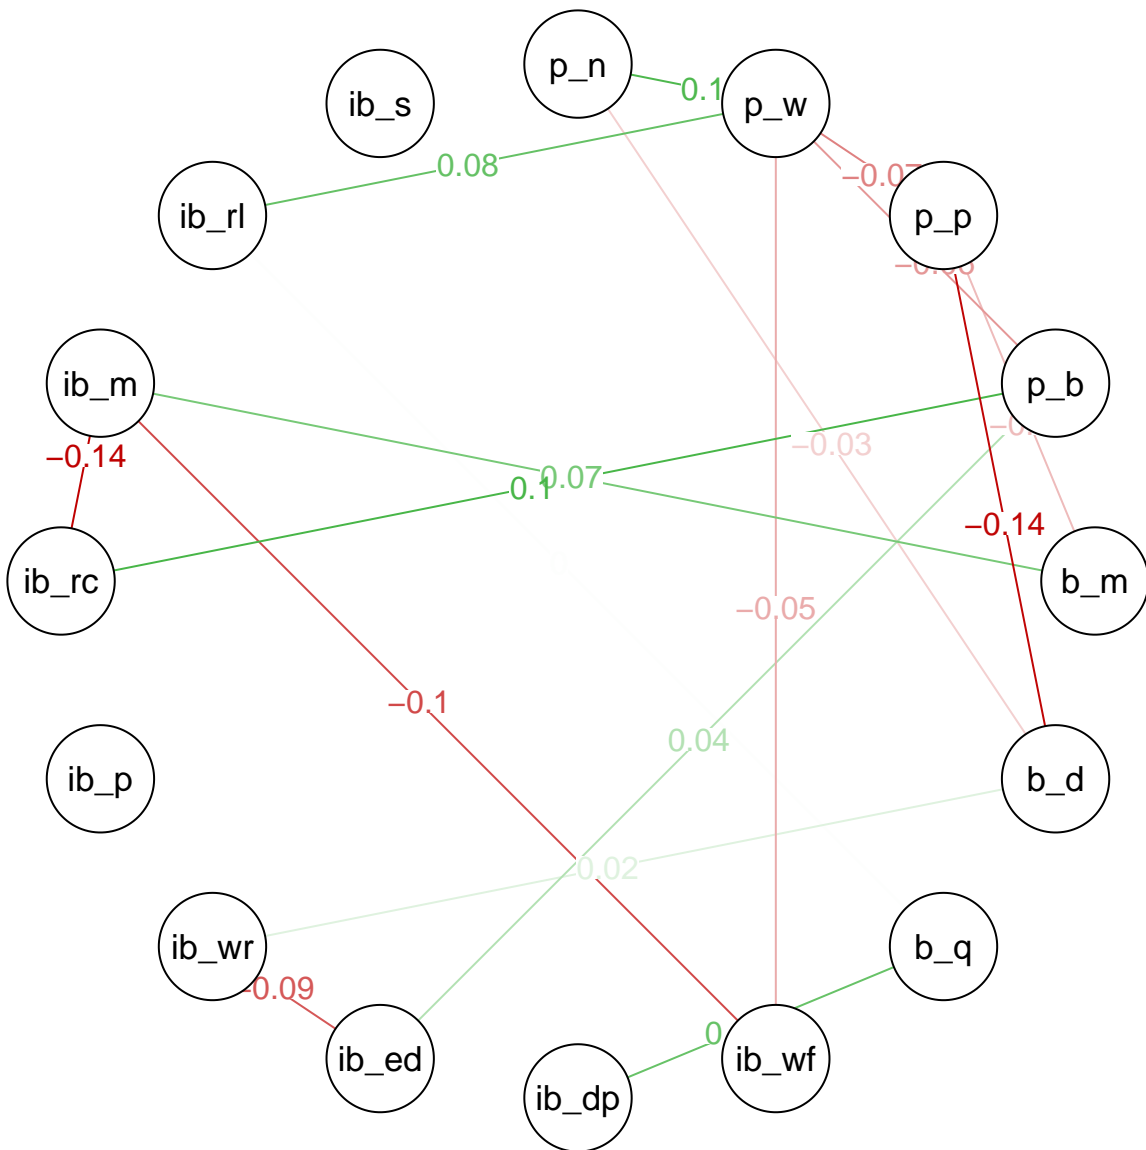 p_n
0.1
p_w
ib_s
0.08
−0.07
ib_rl
p_p
ib_m
p_b
−0.03
−0.14
0.07
0.1
−0.14
ib_rc
b_m
−0.05
−0.1
0.04
ib_p
b_d
0.02
ib_wr
b_q
−0.09
0
ib_ed
ib_wf
ib_dp